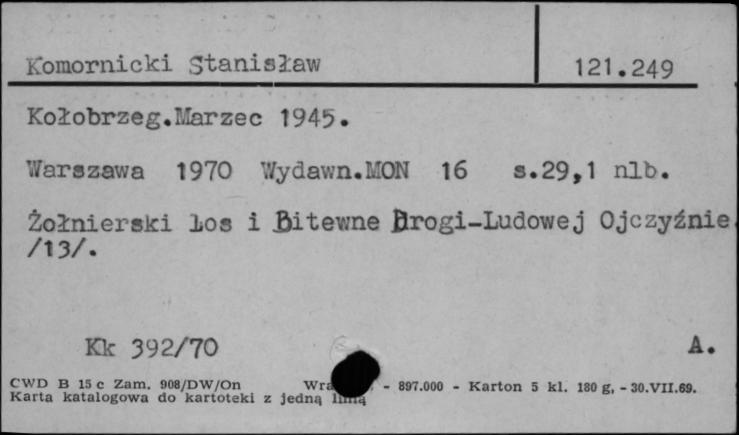 Komornicki Stanisław 121.249
Kołobrzeg.Marzec 1945.
Warszawa 1970 Wydawn.MON 16 s.29,1 nlb.
Żołnierski Los i Bitewne Drogi-Ludowej Ojczyźnie.
/13/.
Kk 392/70 A.
CWD B 15 c Zam. 908/DW/On - 897.000 - Karton 5 kl. 180 g, - 30.VII.69.
Karta katalogowa do kartoteki z jedną linią